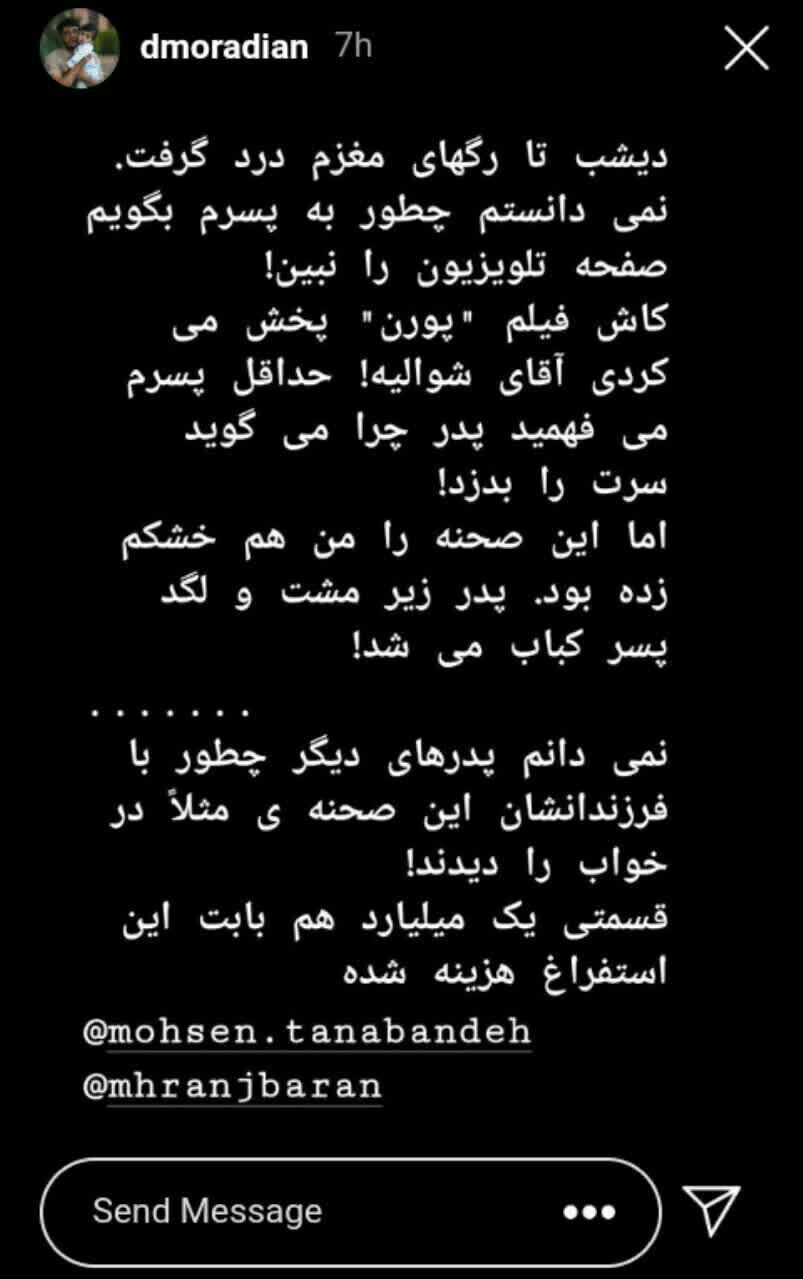 dmoradian 7h
دیشب تا رگهای مغزم درد گرفت.
نمی دانستم چطور به پسرم بگویم
صفحه تلویزیون را نبین!
کاش فیلم "پورن" پخش می
کردی آقای شوالیه! حداقل پسرم
می فهمید پدر چرا می گوید
سرت را بدزد!
اما این صحنه را من هم خشکم
زده بود. پدر زیر مشت و لگد
پسر کباب می شد!
.......
نمی دانم پدرهای دیگر چطور با
فرزندانشان این صحنه ی مثلاً در
خواب را دیدند!
قسمتی یک میلیارد هم بابت این
استفراغ هزینه شده
@mohsen.tanabandeh
@mhranjbaran
Send Message